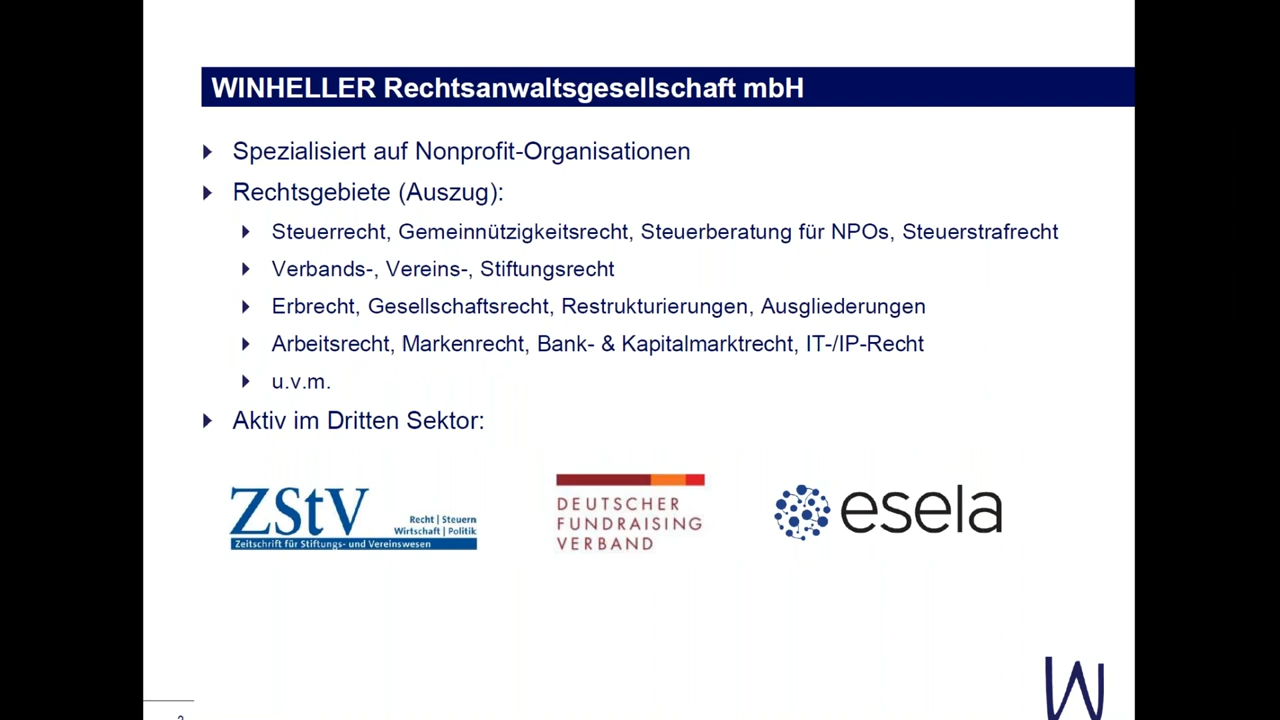 WINHELLER Rechtsanwaltsgesellschaft mbH
Spezialisiert auf Nonprofit-Organisationen
Rechtsgebiete (Auszug):
Steuerrecht, Gemeinnützigkeitsrecht, Steuerberatung für NPOs, Steuerstrafrecht
Verbands-, Vereins-, Stiftungsrecht
Erbrecht, Gesellschaftsrecht, Restrukturierungen, Ausgliederungen
Arbeitsrecht, Markenrecht, Bank- & Kapitalmarktrecht, IT-/IP-Recht
u.v.m.
Aktiv im Dritten Sektor:
ZStV
Recht | Steuern
Wirtschaft | Politik
Zeitschrift für Stiftungs- und Vereinswesen
DEUTSCHER
FUNDRAISING
VERBAND
esela
W